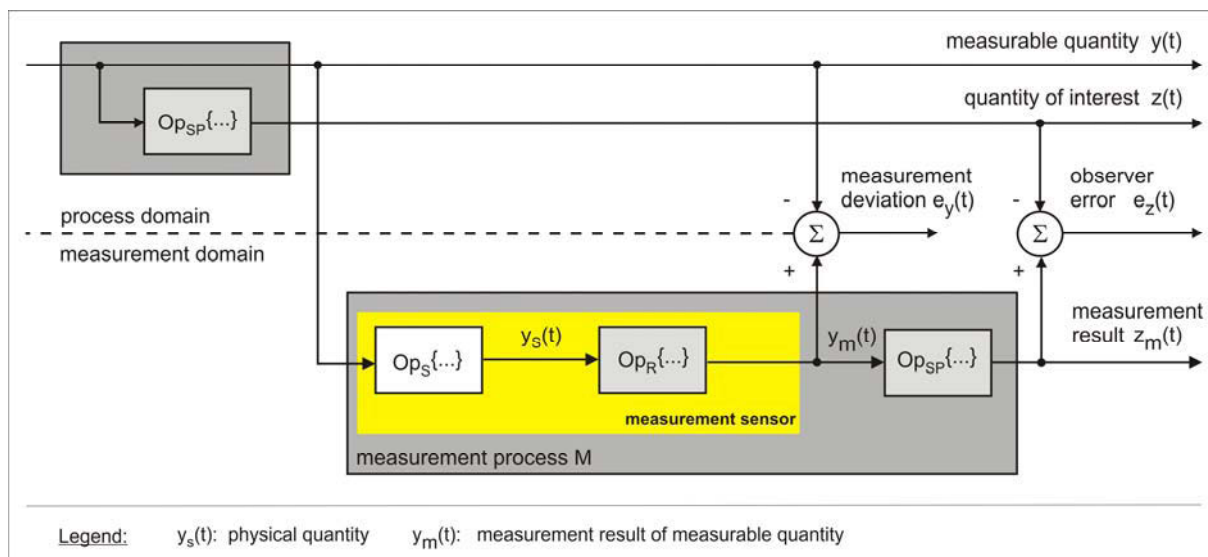 measurable quantity y(t)
quantity of interest z(t)
Op_SP{...}
measurement
deviation e_y(t)
observer
error e_z(t)
process domain
measurement domain
-
Σ
+
-
Σ
+
measurement
result z_m(t)
Op_S{...}
y_s(t)
Op_R{...}
y_m(t)
Op_SP{...}
measurement sensor
measurement process M
Legend: y_s(t): physical quantity y_m(t): measurement result of measurable quantity